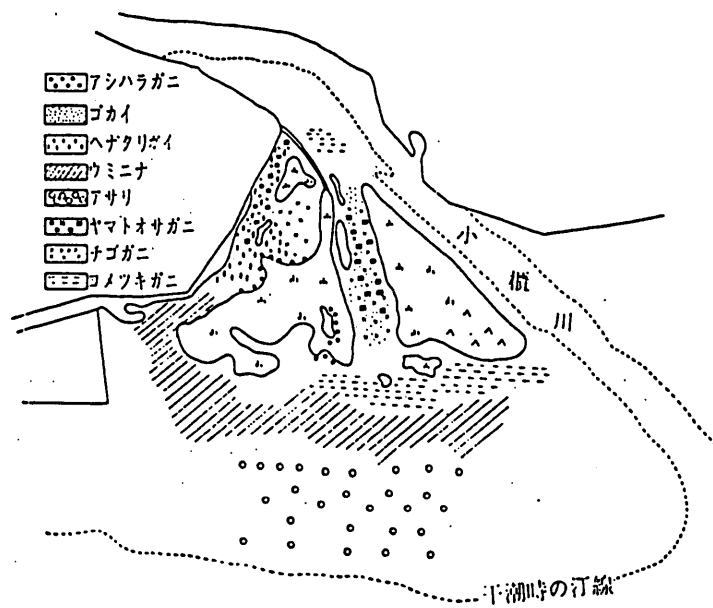 アシハラガニ
ゴカイ
ヘナタリガイ
ウミニナ
アサリ
ヤマトオサガニ
チゴガニ
コメツキガニ
小櫃川
干潮時の汀線